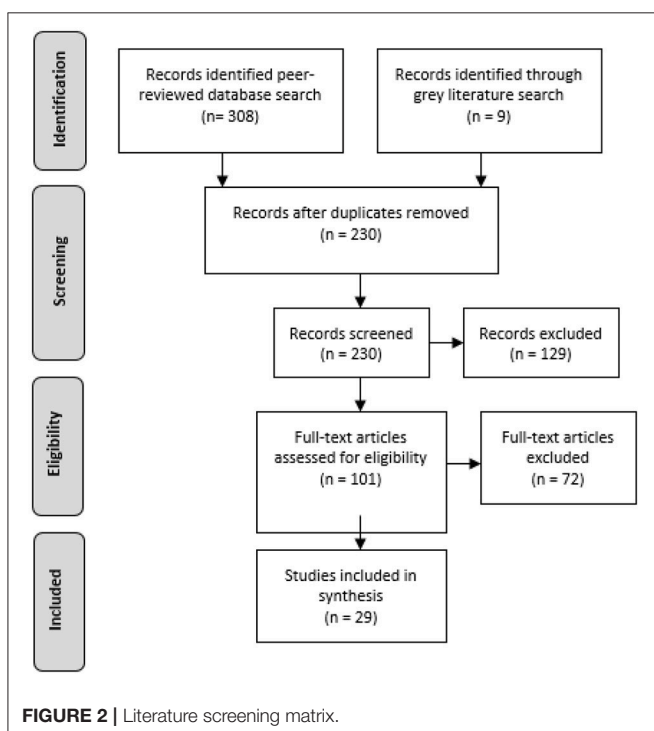 Identification
Records identified peer-
reviewed database search
(n= 308)
Records identified through
grey literature search
(n = 9)
Screening
Records after duplicates removed
(n = 230)
Records screened
(n = 230)
Records excluded
(n = 129)
Eligibility
Full-text articles
assessed for eligibility
(n = 101)
Full-text articles
excluded
(n = 72)
Included
Studies included in
synthesis
(n = 29)
FIGURE 2 | Literature screening matrix.